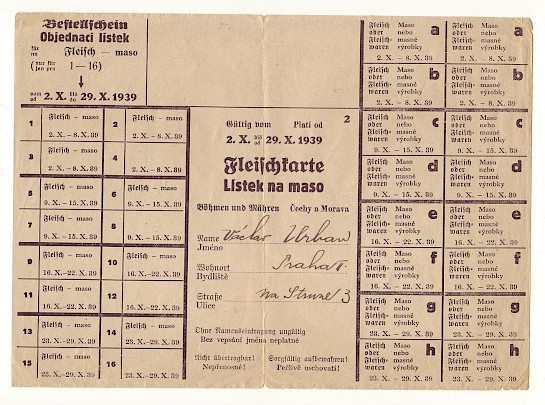 Bestellschein
Objednací lístek
für
na
Fleisch — maso
(nur für
jen pro
1—16)
vom
od
2. X.
bis
do
29. X. 1939
1
Fleisch – maso
2. X. – 8. X. 39
2
Fleisch – maso
2. X. – 8. X. 39
3
Fleisch – maso
2. X. – 8. X. 39
4
Fleisch – maso
2. X. – 8. X. 39
5
Fleisch – maso
9. X. – 15. X. 39
6
Fleisch – maso
9. X. – 15. X. 39
7
Fleisch – maso
9. X. – 15. X. 39
8
Fleisch – maso
9. X. – 15. X. 39
9
Fleisch – maso
16. X.–22. X. 39
10
Fleisch – maso
16. X.–22. X. 39
11
Fleisch – maso
16. X.–22. X. 39
12
Fleisch – maso
16. X.–22. X. 39
13
Fleisch – maso
23. X.–29. X. 39
14
Fleisch – maso
23. X.–29. X. 39
15
Fleisch – maso
23. X.–29. X. 39
16
Fleisch – maso
23. X.–29. X. 39
2
Gültig vom Platí od
2. X. bis do 29. X. 1939
Fleischkarte
Lístek na maso
Böhmen und Mähren Čechy a Morava
Name
Jméno
Václav Urban
Wohnort
Bydliště
Praha II.
Straße
Ulice
Na Struze 3
Ohne Namenseintragung ungültig
Bez vepsání jména neplatné
Nicht übertragbar! Sorgfältig aufbewahren!
Nepřenosné! Pečlivě uschovati!
Fleisch Maso a
oder nebo
Fleisch- masné
waren výrobky
2. X. – 8. X. 39
Fleisch Maso a
oder nebo
Fleisch- masné
waren výrobky
2. X. – 8. X. 39
Fleisch Maso b
oder nebo
Fleisch- masné
waren výrobky
2. X. – 8. X. 39
Fleisch Maso b
oder nebo
Fleisch- masné
waren výrobky
2. X. – 8. X. 39
Fleisch Maso c
oder nebo
Fleisch- masné
waren výrobky
9. X. – 15. X. 39
Fleisch Maso c
oder nebo
Fleisch- masné
waren výrobky
9. X. – 15. X. 39
Fleisch Maso d
oder nebo
Fleisch- masné
waren výrobky
9. X. – 15. X. 39
Fleisch Maso d
oder nebo
Fleisch- masné
waren výrobky
9. X. – 15. X. 39
Fleisch Maso e
oder nebo
Fleisch- masné
waren výrobky
16. X. – 22. X. 39
Fleisch Maso e
oder nebo
Fleisch- masné
waren výrobky
16. X. – 22. X. 39
Fleisch Maso f
oder nebo
Fleisch- masné
waren výrobky
16. X. – 22. X. 39
Fleisch Maso f
oder nebo
Fleisch- masné
waren výrobky
16. X. – 22. X. 39
Fleisch Maso g
oder nebo
Fleisch- masné
waren výrobky
23. X. – 29. X. 39
Fleisch Maso g
oder nebo
Fleisch- masné
waren výrobky
23. X. – 29. X. 39
Fleisch Maso h
oder nebo
Fleisch- masné
waren výrobky
23. X. – 29. X. 39
Fleisch Maso h
oder nebo
Fleisch- masné
waren výrobky
23. X. – 29. X. 39